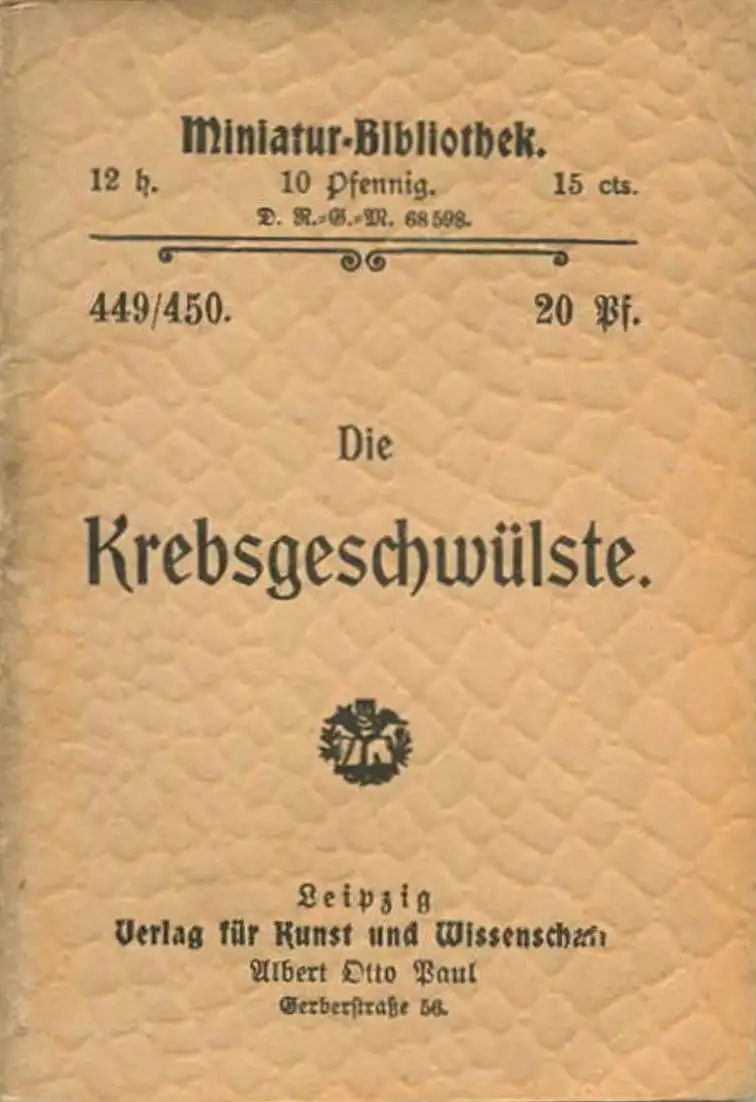 Miniatur-Bibliothek.
12 h. 10 Pfennig. 15 cts.
D. R.-G.-M. 68598.
449/450. 20 Pf.
Die
Krebsgeschwülste.
Leipzig
Verlag für Kunst und Wissenschaft
Albert Otto Paul
Gerberstraße 56.